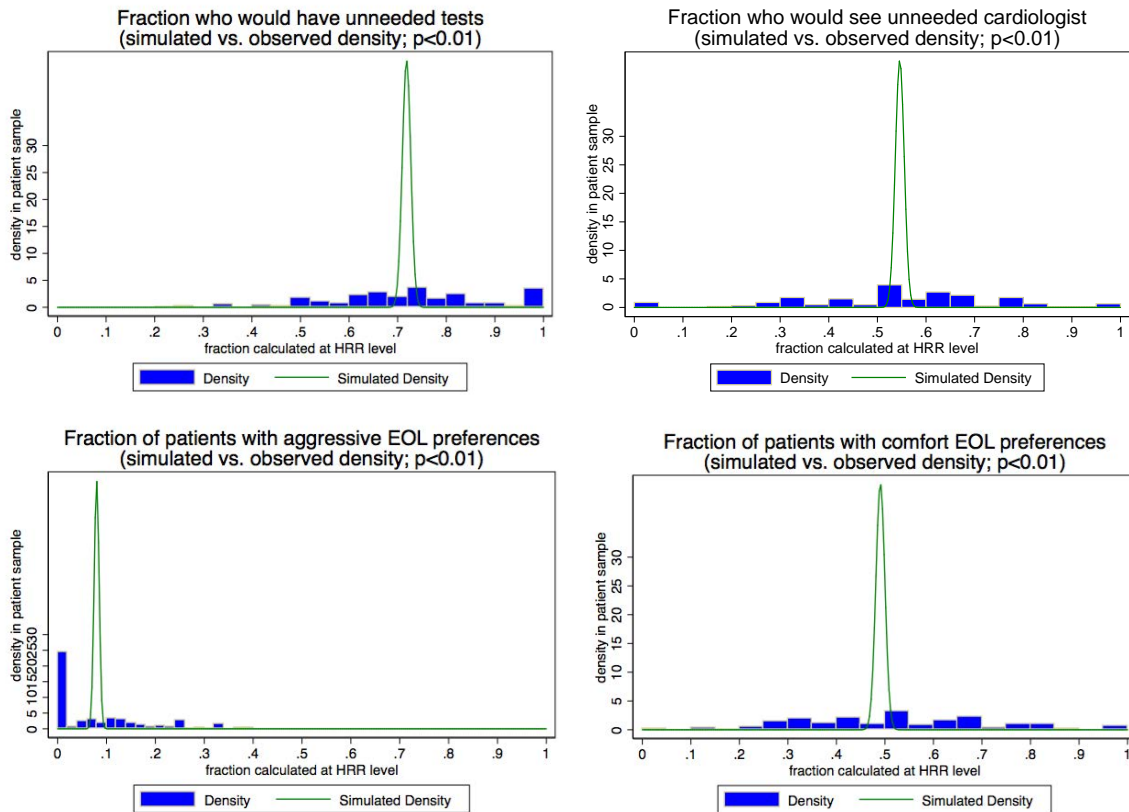 Fraction who would have unneeded tests
(simulated vs. observed density; p<0.01)
density in patient sample
30
25
20
15
10
5
0
0 .1 .2 .3 .4 .5 .6 .7 .8 .9 1
fraction calculated at HRR level
Density Simulated Density
Fraction who would see unneeded cardiologist
(simulated vs. observed density; p<0.01)
density in patient sample
30
25
20
15
10
5
0
0 .1 .2 .3 .4 .5 .6 .7 .8 .9 1
fraction calculated at HRR level
Density Simulated Density
Fraction of patients with aggressive EOL preferences
(simulated vs. observed density; p<0.01)
density in patient sample
30
25
20
15
10
5
0
0 .1 .2 .3 .4 .5 .6 .7 .8 .9 1
fraction calculated at HRR level
Density Simulated Density
Fraction of patients with comfort EOL preferences
(simulated vs. observed density; p<0.01)
density in patient sample
30
25
20
15
10
5
0
0 .1 .2 .3 .4 .5 .6 .7 .8 .9 1
fraction calculated at HRR level
Density Simulated Density